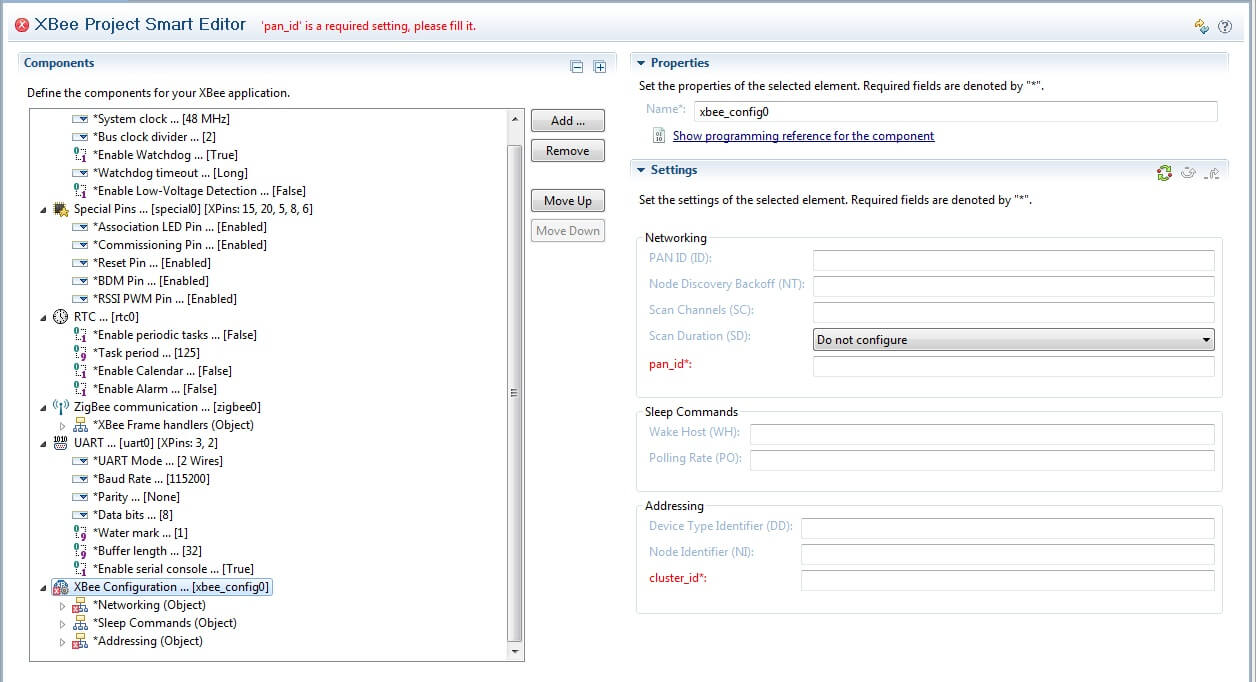 XBee Project Smart Editor 'pan_id' is a required setting, please fill it.
Components
Define the components for your XBee application.
*System clock ... [48 MHz]
*Bus clock divider ... [2]
*Enable Watchdog ... [True]
*Watchdog timeout ... [Long]
*Enable Low-Voltage Detection ... [False]
Special Pins ... [special0] [XPins: 15, 20, 5, 8, 6]
*Association LED Pin ... [Enabled]
*Commissioning Pin ... [Enabled]
*Reset Pin ... [Enabled]
*BDM Pin ... [Enabled]
*RSSI PWM Pin ... [Enabled]
RTC ... [rtc0]
*Enable periodic tasks ... [False]
*Task period ... [125]
*Enable Calendar ... [False]
*Enable Alarm ... [False]
ZigBee communication ... [zigbee0]
*XBee Frame handlers (Object)
UART ... [uart0] [XPins: 3, 2]
*UART Mode ... [2 Wires]
*Baud Rate ... [115200]
*Parity ... [None]
*Data bits ... [8]
*Water mark ... [1]
*Buffer length ... [32]
*Enable serial console ... [True]
XBee Configuration ... [xbee_config0]
*Networking (Object)
*Sleep Commands (Object)
*Addressing (Object)
Add ...
Remove
Move Up
Move Down
Properties
Set the properties of the selected element. Required fields are denoted by "*".
Name*: xbee_config0
Show programming reference for the component
Settings
Set the settings of the selected element. Required fields are denoted by "*".
Networking
PAN ID (ID):
Node Discovery Backoff (NT):
Scan Channels (SC):
Scan Duration (SD): Do not configure
pan_id*:
Sleep Commands
Wake Host (WH):
Polling Rate (PO):
Addressing
Device Type Identifier (DD):
Node Identifier (NI):
cluster_id*: